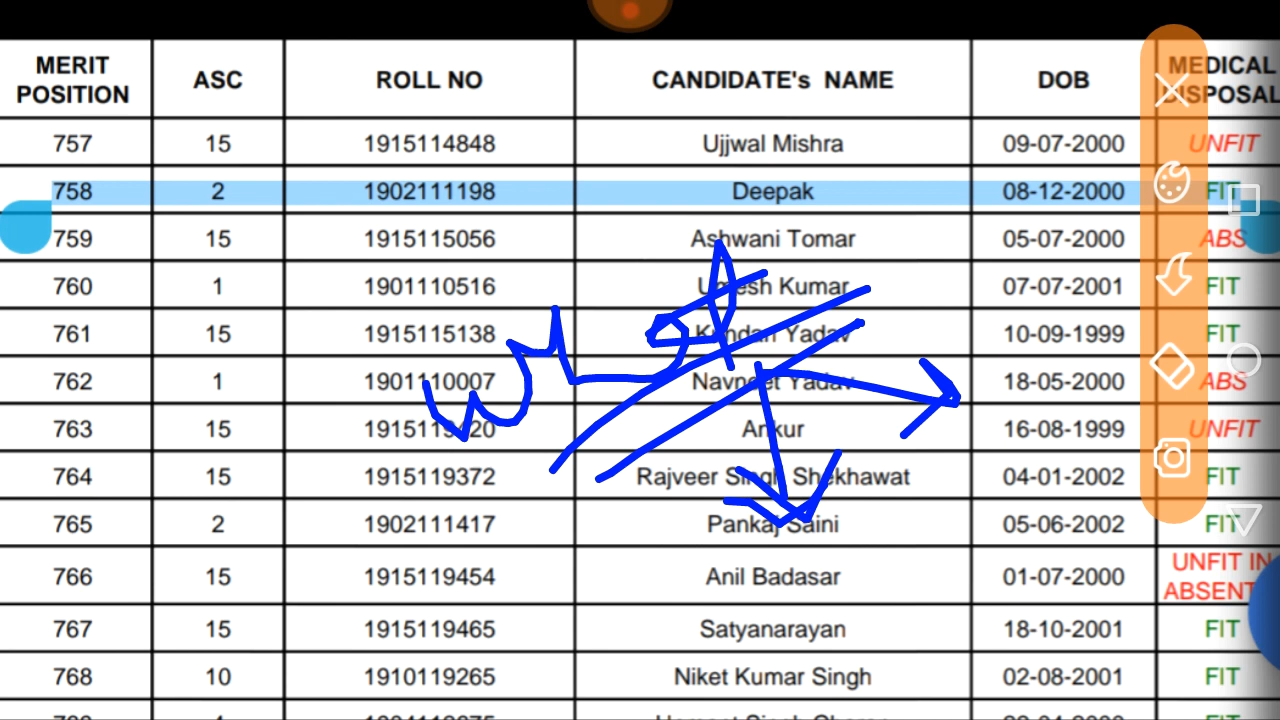 MERIT POSITION ASC ROLL NO CANDIDATE's NAME DOB MEDICAL DISPOSAL
757 15 1915114848 Ujjwal Mishra 09-07-2000 UNFIT
758 2 1902111198 Deepak 08-12-2000 FIT
759 15 1915115056 Ashwani Tomar 05-07-2000 ABS
760 1 1901110516 Umesh Kumar 07-07-2001 FIT
761 15 1915115138 Kundan Yadav 10-09-1999 FIT
762 1 1901110007 Navneet Yadav 18-05-2000 ABS
763 15 1915119420 Ankur 16-08-1999 UNFIT
764 15 1915119372 Rajveer Singh Shekhawat 04-01-2002 FIT
765 2 1902111417 Pankaj Saini 05-06-2002 FIT
766 15 1915119454 Anil Badasar 01-07-2000 UNFIT IN ABSENT
767 15 1915119465 Satyanarayan 18-10-2001 FIT
768 10 1910119265 Niket Kumar Singh 02-08-2001 FIT